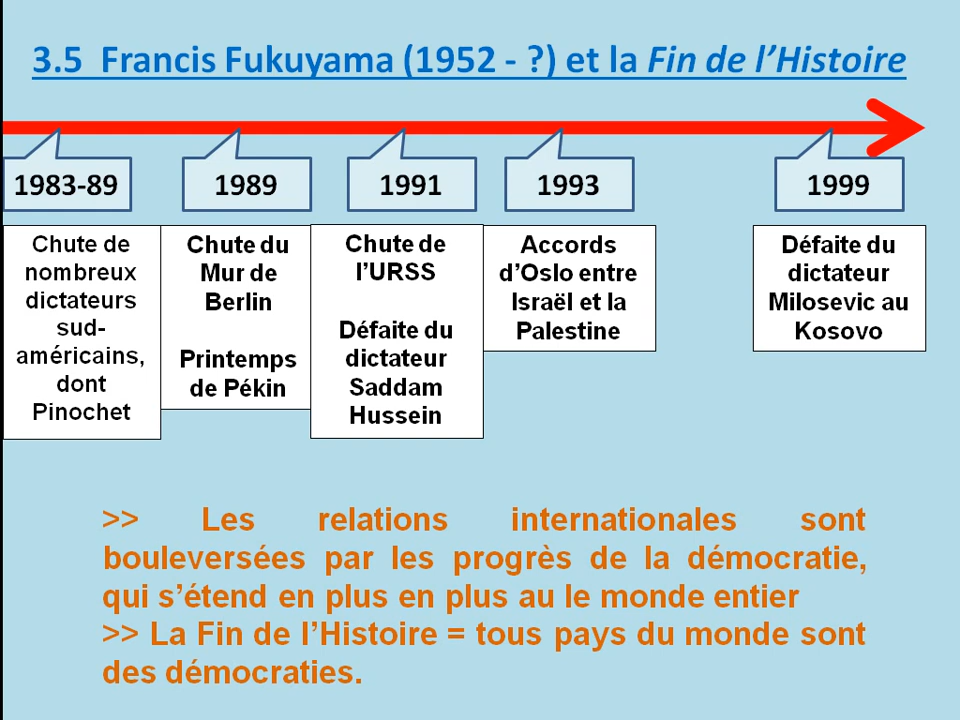 3.5 Francis Fukuyama (1952 - ?) et la Fin de l'Histoire
1983-89
1989
1991
1993
1999
Chute de
nombreux
dictateurs
sud-
américains,
dont
Pinochet
Chute du
Mur de
Berlin
Printemps
de Pékin
Chute de
l'URSS
Défaite du
dictateur
Saddam
Hussein
Accords
d'Oslo entre
Israël et la
Palestine
Défaite du
dictateur
Milosevic au
Kosovo
>> Les relations internationales sont
bouleversées par les progrès de la démocratie,
qui s'étend en plus en plus au le monde entier
>> La Fin de l'Histoire = tous pays du monde sont
des démocraties.